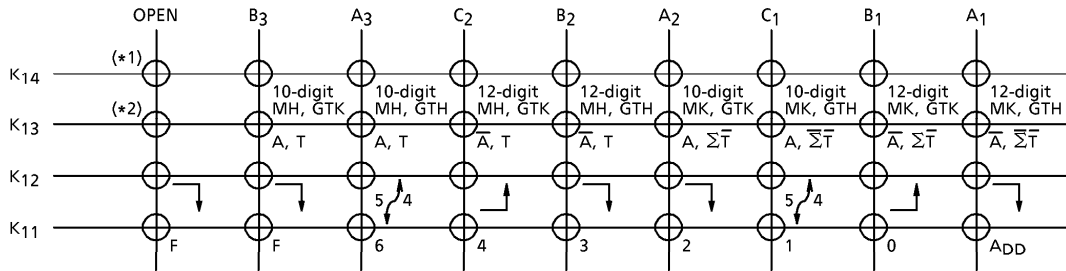 OPEN B₃ A₃ C₂ B₂ A₂ C₁ B₁ A₁
K₁₄ (*1)
10-digit 10-digit 12-digit 12-digit 10-digit 10-digit 12-digit 12-digit
(*2) MH, GTK MH, GTH MH, GTK MH, GTH MK, GTK MK, GTH MK, GTK MK, GTH
K₁₃
A, T A, T A̅, T A̅, T A, ΣT̅ A, Σ̅T̅ A̅, ΣT̅ A̅, Σ̅T̅
K₁₂
5 4 5 4
K₁₁
F F 6 4 3 2 1 0 A_DD